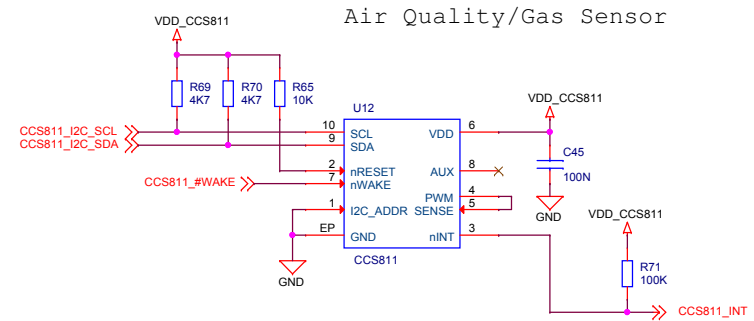 Air Quality/Gas Sensor
VDD_CCS811
R69
4K7
R70
4K7
R65
10K
U12
VDD_CCS811
CCS811_I2C_SCL
CCS811_I2C_SDA
10
9
SCL
SDA
VDD
6
C45
100N
2
7
nRESET
nWAKE
AUX
8
CCS811_#WAKE
PWM
4
1
I2C_ADDR
SENSE
5
GND
VDD_CCS811
EP
GND
nINT
3
CCS811
GND
R71
100K
CCS811_INT